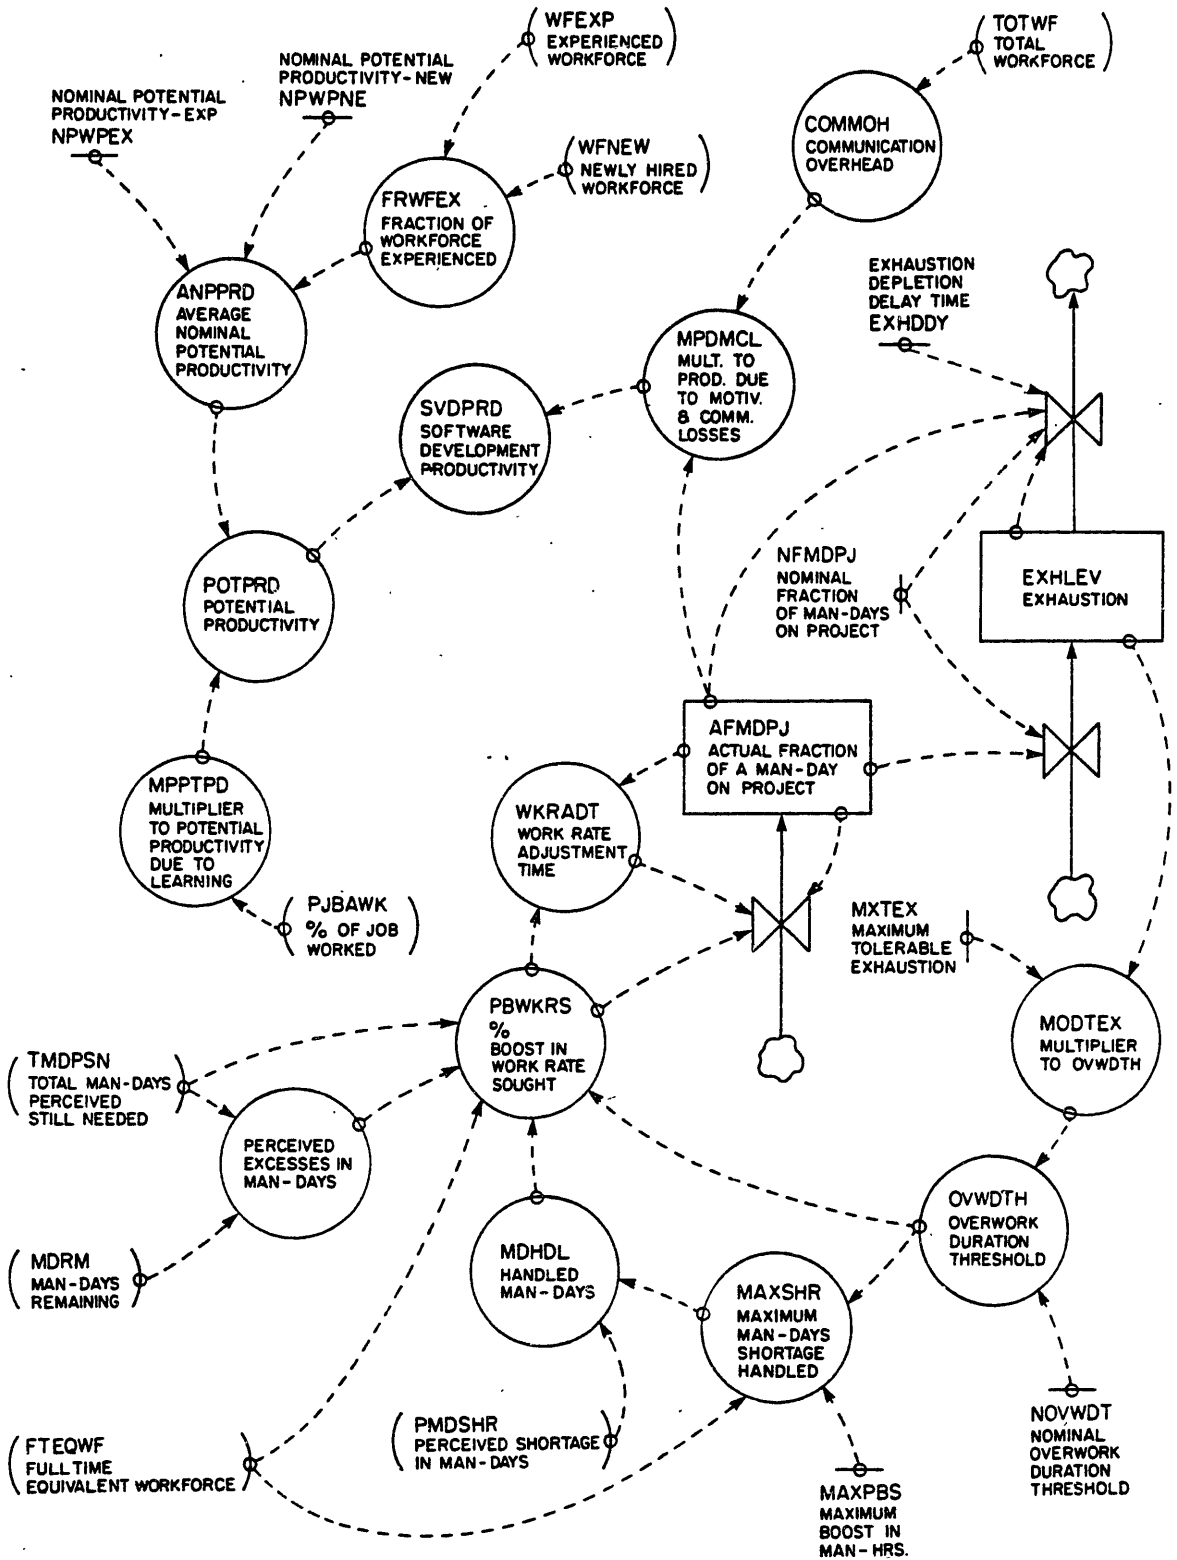 WFEXP
EXPERIENCED
WORKFORCE
TOTWF
TOTAL
WORKFORCE
NOMINAL POTENTIAL
PRODUCTIVITY-NEW
NPWPNE
NOMINAL POTENTIAL
PRODUCTIVITY-EXP
NPWPEX
COMMOH
COMMUNICATION
OVERHEAD
WFNEW
NEWLY HIRED
WORKFORCE
FRWFEX
FRACTION OF
WORKFORCE
EXPERIENCED
EXHAUSTION
DEPLETION
DELAY TIME
EXHDDY
ANPPRD
AVERAGE
NOMINAL
POTENTIAL
PRODUCTIVITY
MPDMCL
MULT. TO
PROD. DUE
TO MOTIV.
& COMM.
LOSSES
SVDPRD
SOFTWARE
DEVELOPMENT
PRODUCTIVITY
NFMDPJ
NOMINAL
FRACTION
OF MAN-DAYS
ON PROJECT
EXHLEV
EXHAUSTION
POTPRD
POTENTIAL
PRODUCTIVITY
AFMDPJ
ACTUAL FRACTION
OF A MAN-DAY
ON PROJECT
MPPTPD
MULTIPLIER
TO POTENTIAL
PRODUCTIVITY
DUE TO
LEARNING
WKRADT
WORK RATE
ADJUSTMENT
TIME
PJBAWK
% OF JOB
WORKED
MXTEX
MAXIMUM
TOLERABLE
EXHAUSTION
PBWKRS
%
BOOST IN
WORK RATE
SOUGHT
MODTEX
MULTIPLIER
TO OVWDTH
TMDPSN
TOTAL MAN-DAYS
PERCEIVED
STILL NEEDED
PERCEIVED
EXCESSES IN
MAN-DAYS
OVWDTH
OVERWORK
DURATION
THRESHOLD
MDRM
MAN-DAYS
REMAINING
MDHDL
HANDLED
MAN-DAYS
MAXSHR
MAXIMUM
MAN-DAYS
SHORTAGE
HANDLED
FTEQWF
FULL TIME
EQUIVALENT WORKFORCE
PMDSHR
PERCEIVED SHORTAGE
IN MAN-DAYS
NOVWDT
NOMINAL
OVERWORK
DURATION
THRESHOLD
MAXPBS
MAXIMUM
BOOST IN
MAN-HRS.